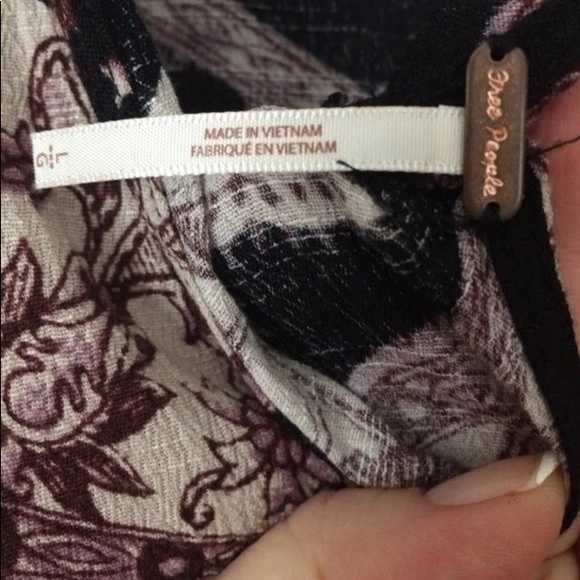 MADE IN VIETNAM
FABRIQUÉ EN VIETNAM
L
G
Free People